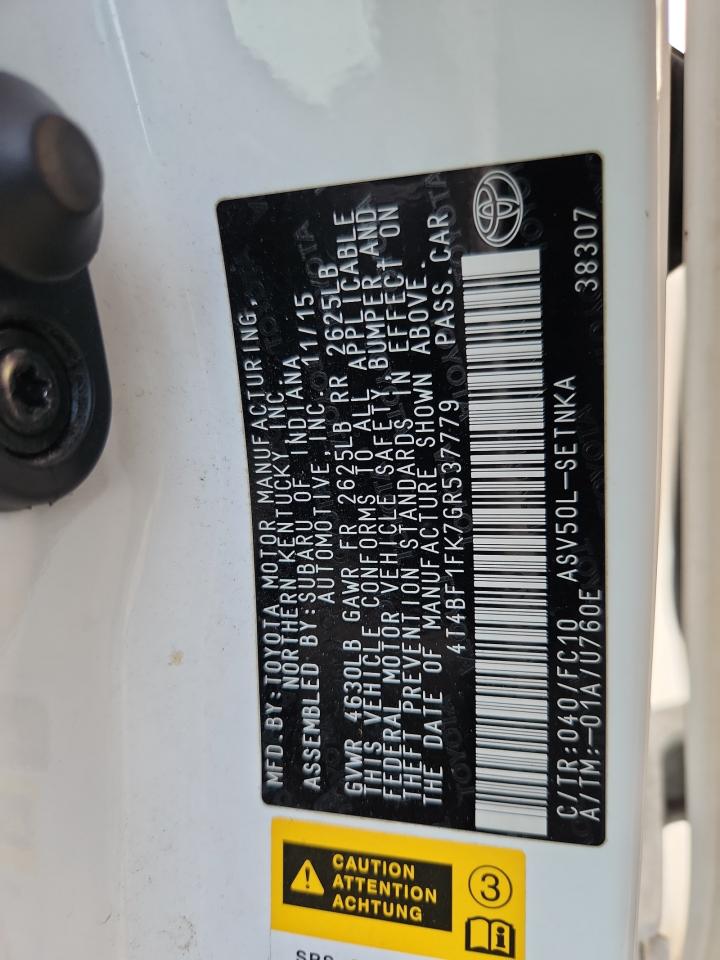 MFD. BY: TOYOTA MOTOR MANUFACTURING,
NORTHERN KENTUCKY, INC.
ASSEMBLED BY: SUBARU OF INDIANA
AUTOMOTIVE, INC. 11/15
GVWR 4630LB GAWR FR 2625LB RR 2625LB
THIS VEHICLE CONFORMS TO ALL APPLICABLE
FEDERAL MOTOR VEHICLE SAFETY, BUMPER AND
THEFT PREVENTION STANDARDS IN EFFECT ON
THE DATE OF MANUFACTURE SHOWN ABOVE.
4T4BF1FK7GR537779 PASS. CAR
C/TR:040/FC10 ASV50L-SETNKA
A/TM:-01A/U760E 38307
CAUTION
ATTENTION
ACHTUNG
3
SRS